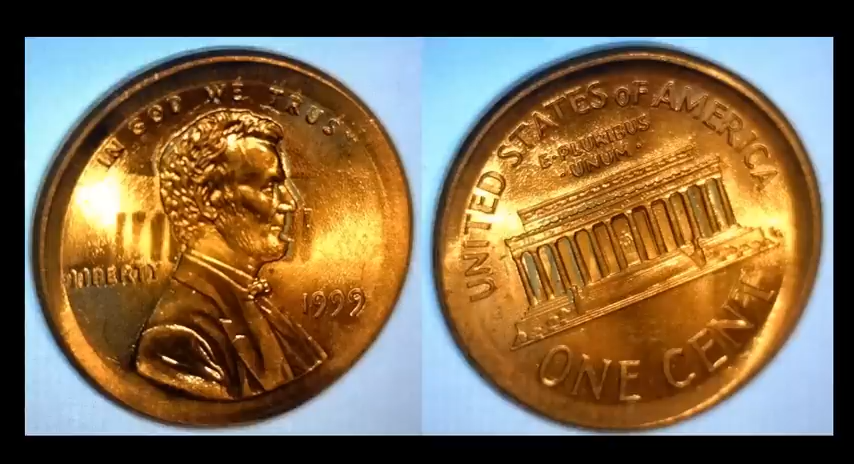 IN GOD WE TRUST
LIBERTY
1999
UNITED STATES OF AMERICA
E·PLURIBUS
·UNUM·
ONE CENT